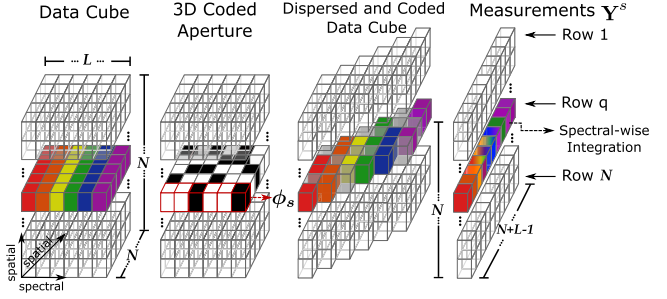 Data Cube
3D Coded
Aperture
Dispersed and Coded
Data Cube
Measurements Y^s
Row 1
Row q
Spectral-wise
Integration
Row N
L
N
N
ϕ_s
N
N+L-1
spatial
spatial
spectral